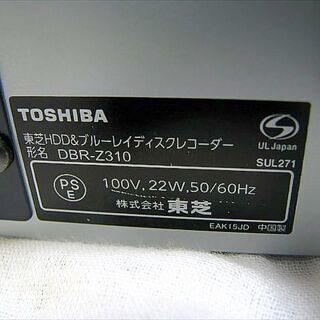 TOSHIBA
東芝HDD&ブルーレイディスクレコーダー
形名 DBR-Z310
UL Japan
SUL271
PS
E
100V, 22W, 50/60Hz
株式会社 東芝
EAK15JD 中国製